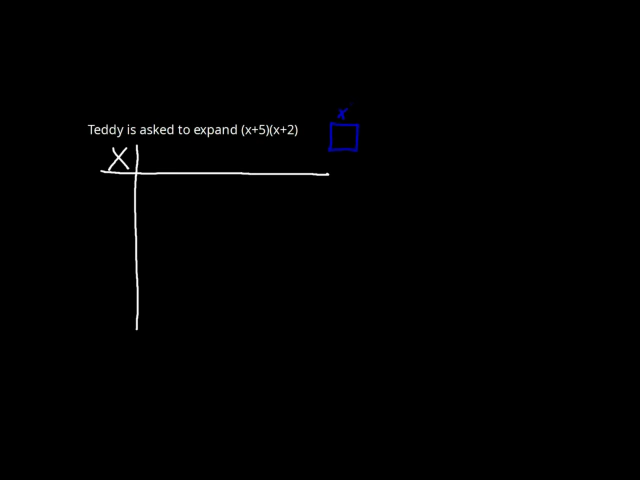 x
Teddy is asked to expand (x+5)(x+2)
X